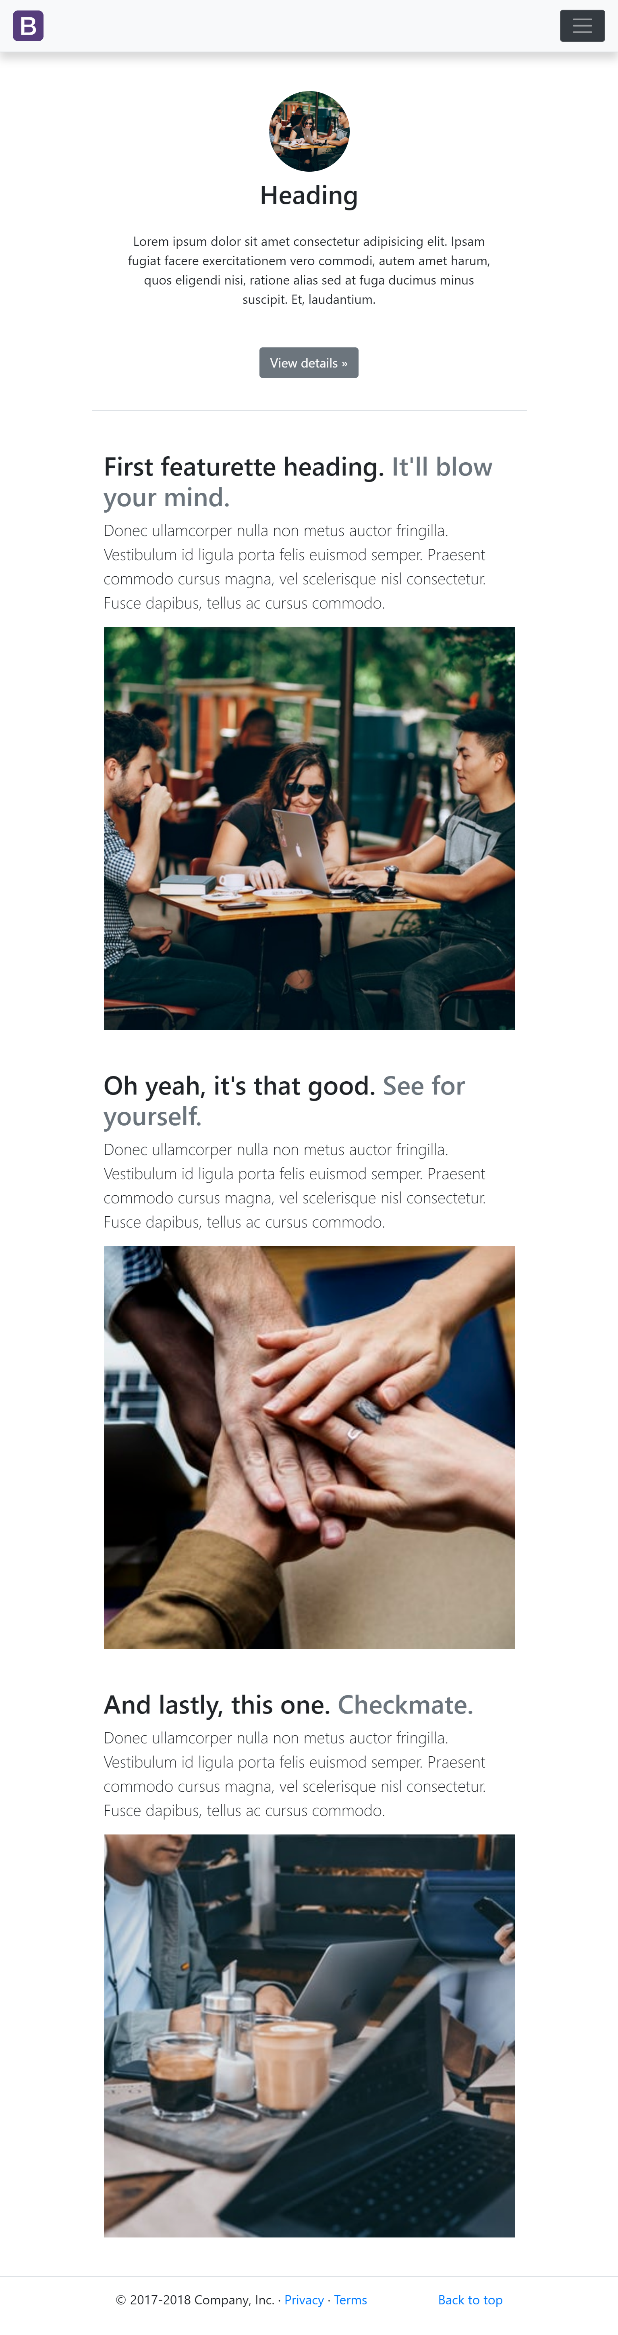 B
Heading
Lorem ipsum dolor sit amet consectetur adipisicing elit. Ipsam
fugiat facere exercitationem vero commodi, autem amet harum,
quos eligendi nisi, ratione alias sed at fuga ducimus minus
suscipit. Et, laudantium.
View details »
First featurette heading. It'll blow
your mind.
Donec ullamcorper nulla non metus auctor fringilla.
Vestibulum id ligula porta felis euismod semper. Praesent
commodo cursus magna, vel scelerisque nisl consectetur.
Fusce dapibus, tellus ac cursus commodo.
Oh yeah, it's that good. See for
yourself.
Donec ullamcorper nulla non metus auctor fringilla.
Vestibulum id ligula porta felis euismod semper. Praesent
commodo cursus magna, vel scelerisque nisl consectetur.
Fusce dapibus, tellus ac cursus commodo.
And lastly, this one. Checkmate.
Donec ullamcorper nulla non metus auctor fringilla.
Vestibulum id ligula porta felis euismod semper. Praesent
commodo cursus magna, vel scelerisque nisl consectetur.
Fusce dapibus, tellus ac cursus commodo.
© 2017-2018 Company, Inc. · Privacy · Terms Back to top